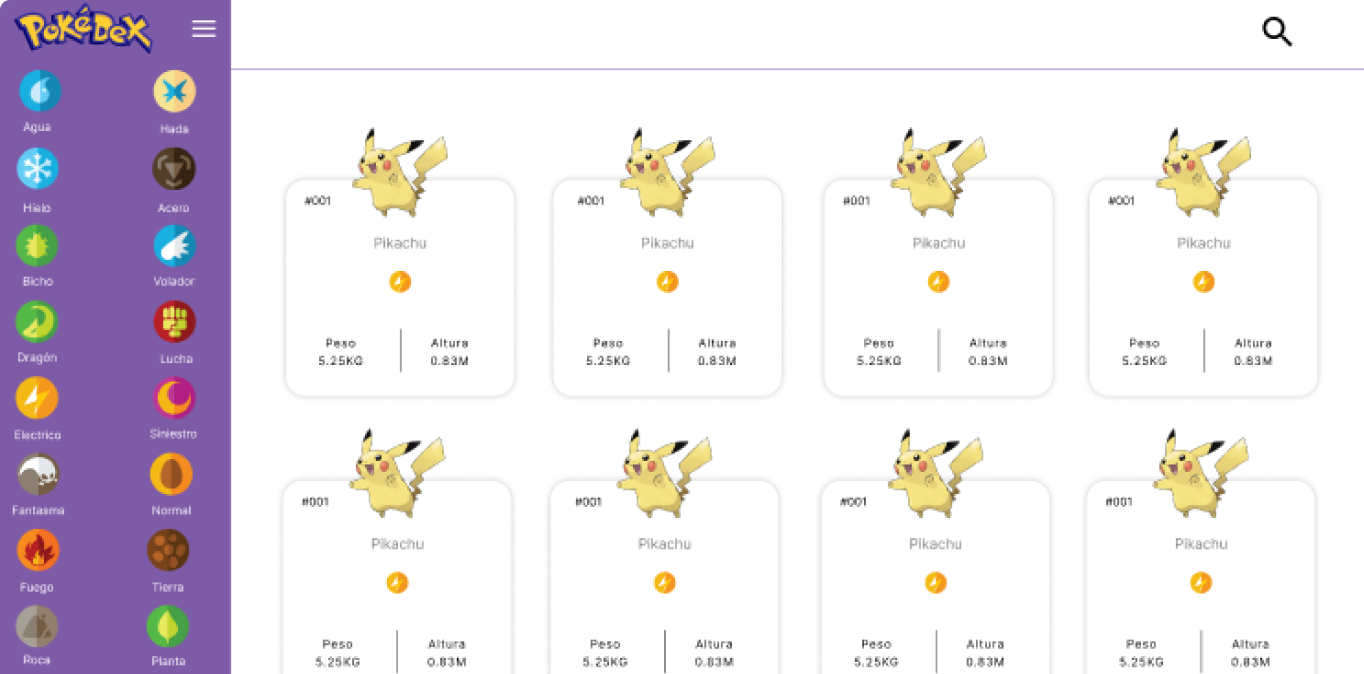 PoKéDeX
Agua
Hada
Hielo
Acero
Bicho
Volador
Dragón
Lucha
Electrico
Siniestro
Fantasma
Normal
Fuego
Tierra
Roca
Planta
#001
Pikachu
Peso
5.25KG
Altura
0.83M
#001
Pikachu
Peso
5.25KG
Altura
0.83M
#001
Pikachu
Peso
5.25KG
Altura
0.83M
#001
Pikachu
Peso
5.25KG
Altura
0.83M
#001
Pikachu
Peso
5.25KG
Altura
0.83M
#001
Pikachu
Peso
5.25KG
Altura
0.83M
#001
Pikachu
Peso
5.25KG
Altura
0.83M
#001
Pikachu
Peso
5.25KG
Altura
0.83M